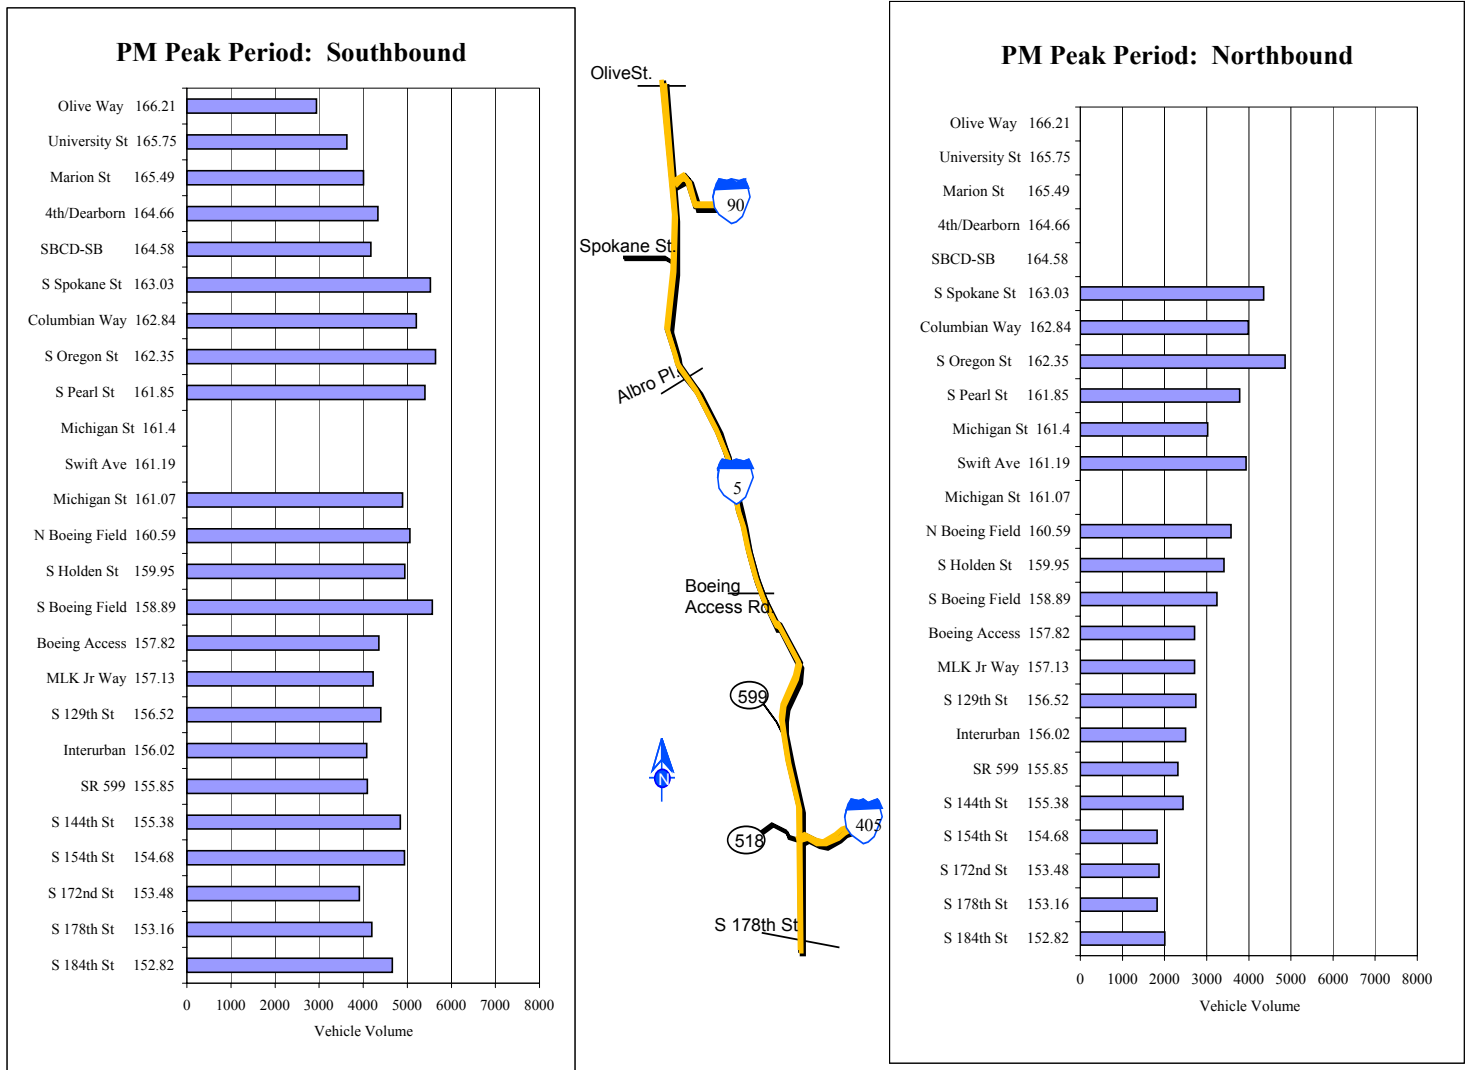 PM Peak Period:  Southbound
Olive Way 166.21
University St 165.75
Marion St 165.49
4th/Dearborn 164.66
SBCD-SB 164.58
S Spokane St 163.03
Columbian Way 162.84
S Oregon St 162.35
S Pearl St 161.85
Michigan St 161.4
Swift Ave 161.19
Michigan St 161.07
N Boeing Field 160.59
S Holden St 159.95
S Boeing Field 158.89
Boeing Access 157.82
MLK Jr Way 157.13
S 129th St 156.52
Interurban 156.02
SR 599 155.85
S 144th St 155.38
S 154th St 154.68
S 172nd St 153.48
S 178th St 153.16
S 184th St 152.82
0 1000 2000 3000 4000 5000 6000 7000 8000
Vehicle Volume
OliveSt.
90
Spokane St.
Albro Pl.
5
Boeing
Access Rd.
599
N
405
518
S 178th St
PM Peak Period:  Northbound
Olive Way 166.21
University St 165.75
Marion St 165.49
4th/Dearborn 164.66
SBCD-SB 164.58
S Spokane St 163.03
Columbian Way 162.84
S Oregon St 162.35
S Pearl St 161.85
Michigan St 161.4
Swift Ave 161.19
Michigan St 161.07
N Boeing Field 160.59
S Holden St 159.95
S Boeing Field 158.89
Boeing Access 157.82
MLK Jr Way 157.13
S 129th St 156.52
Interurban 156.02
SR 599 155.85
S 144th St 155.38
S 154th St 154.68
S 172nd St 153.48
S 178th St 153.16
S 184th St 152.82
0 1000 2000 3000 4000 5000 6000 7000 8000
Vehicle Volume